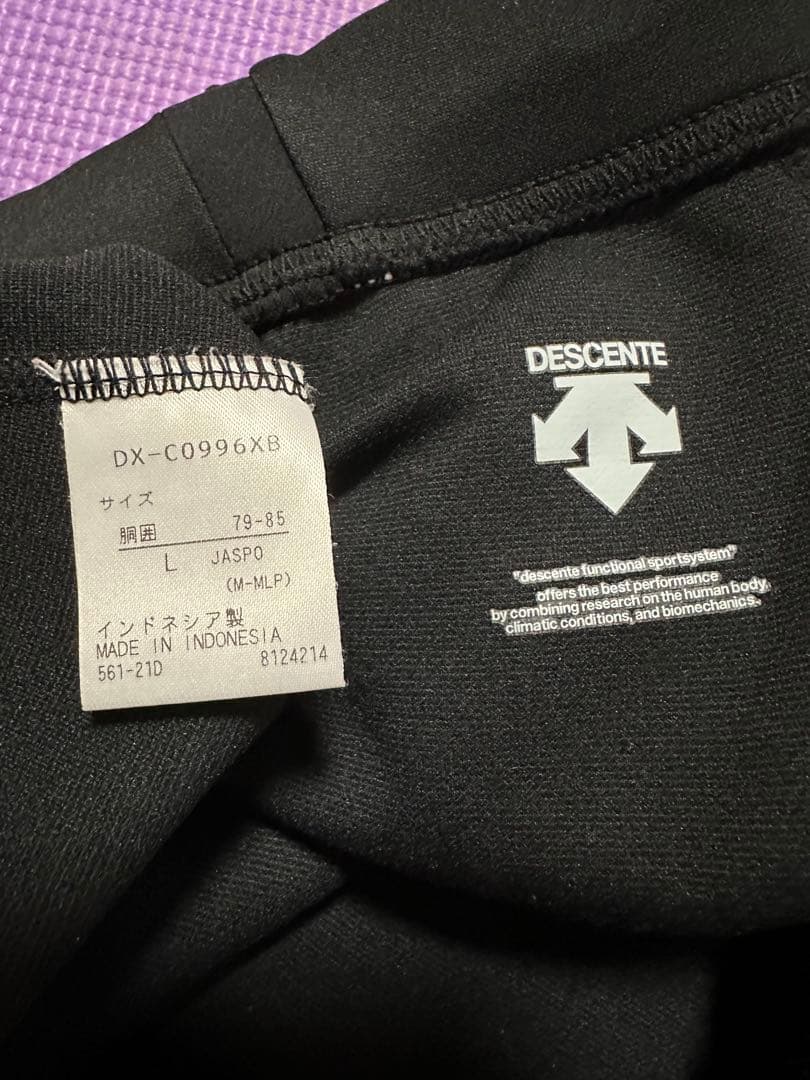 DX-C0996XB
サイズ
胴囲 79-85
L JASPO
(M-MLP)
インドネシア製
MADE IN INDONESIA
561-21D 8124214
DESCENTE
"descente functional sportsystem"
offers the best performance
by combining research on the human body,
climatic conditions, and biomechanics.